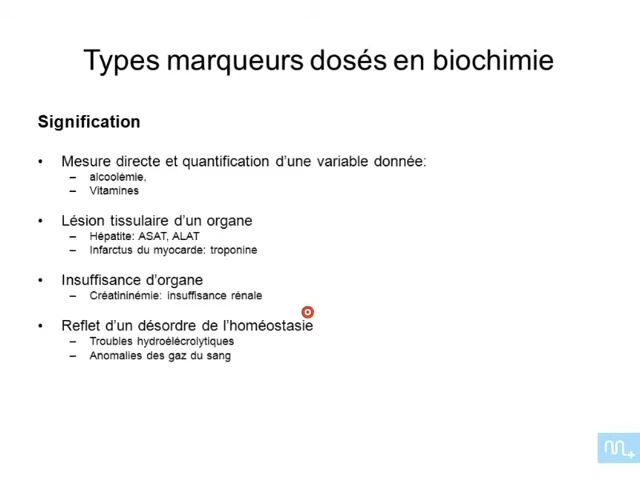 Types marqueurs dosés en biochimie
Signification
• Mesure directe et quantification d'une variable donnée:
– alcoolémie,
– Vitamines
• Lésion tissulaire d'un organe
– Hépatite: ASAT, ALAT
– Infarctus du myocarde: troponine
• Insuffisance d'organe
– Créatininémie: insuffisance rénale
• Reflet d'un désordre de l'homéostasie
– Troubles hydroélécrolytiques
– Anomalies des gaz du sang